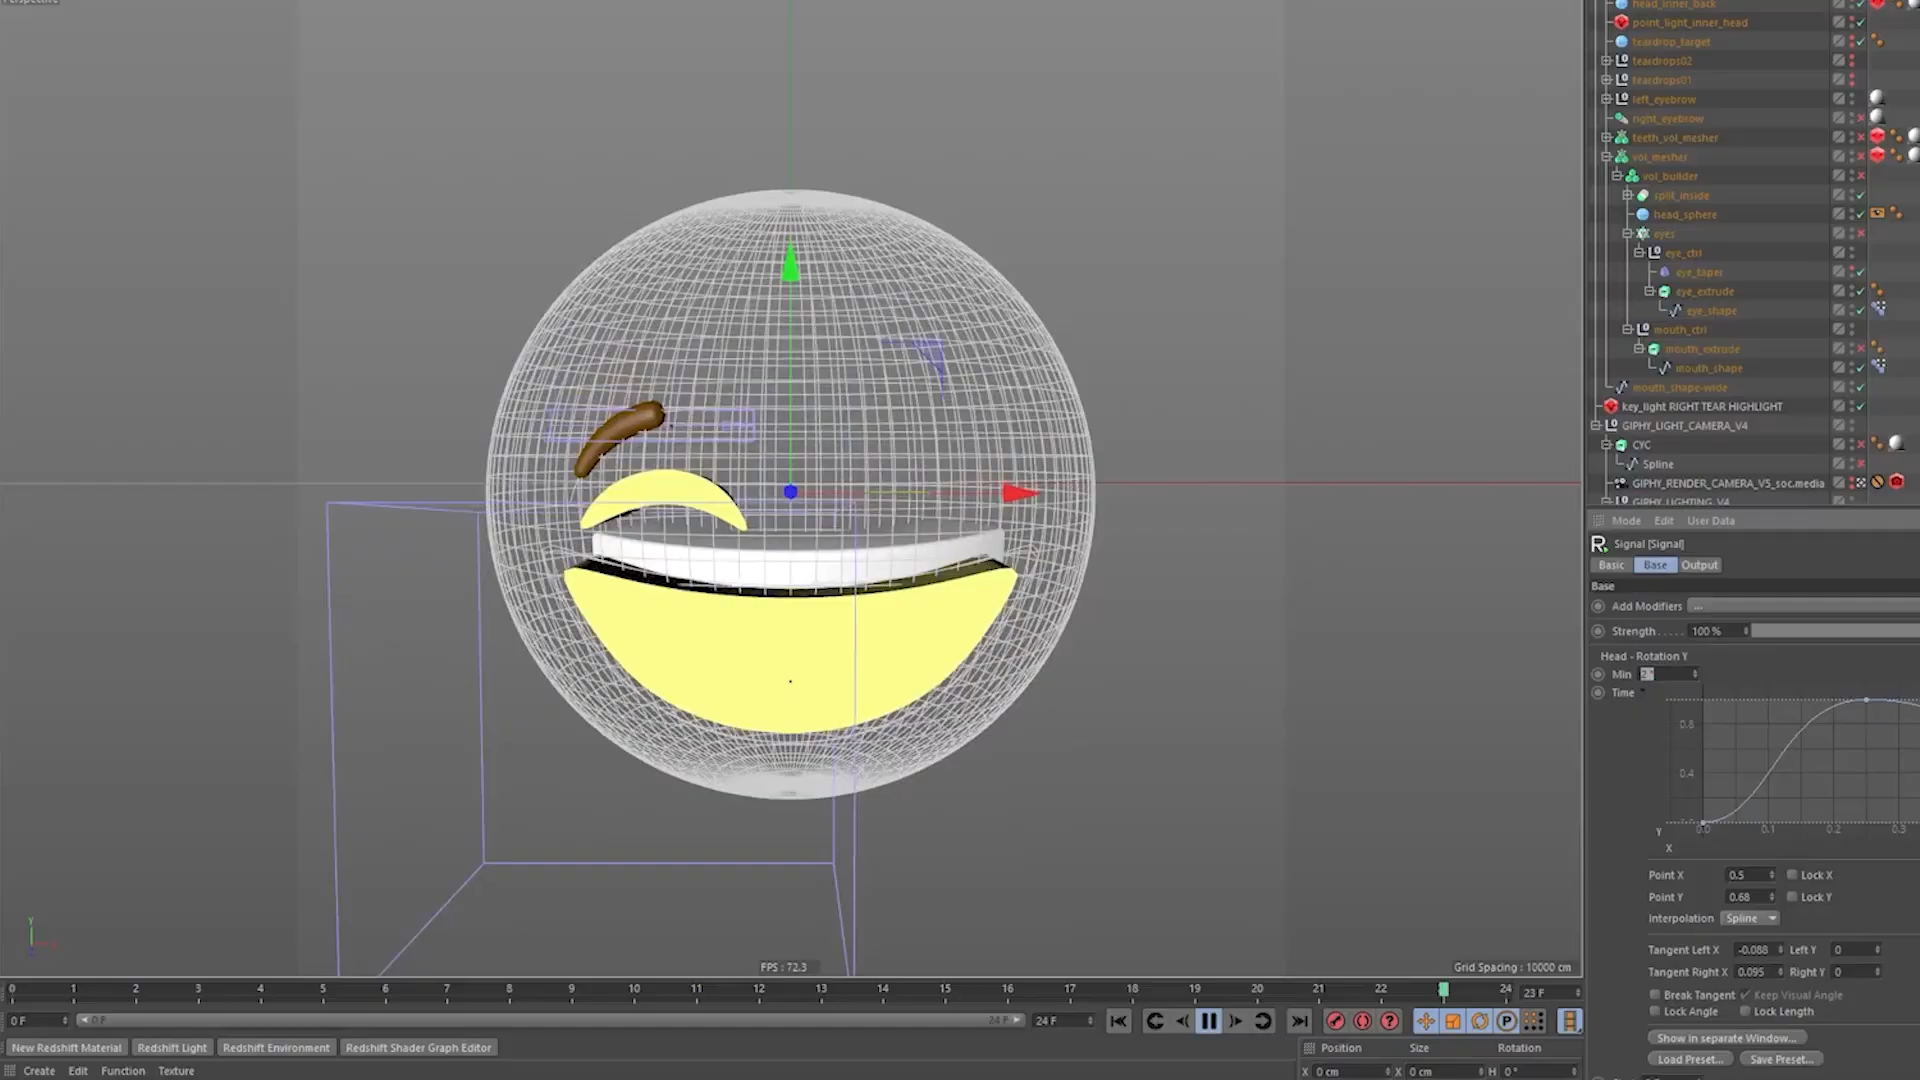 Perspective
head_inner_back
point_light_inner_head
teardrop_target
teardrops02
teardrops01
left_eyebrow
right_eyebrow
teeth_vol_mesher
vol_mesher
vol_builder
split_inside
head_sphere
eyes
eye_ctrl
eye_taper
eye_extrude
eye_shape
mouth_ctrl
mouth_extrude
mouth_shape
mouth_shape-wide
key_light RIGHT TEAR HIGHLIGHT
GIPHY_LIGHT_CAMERA_V4
CYC
Spline
GIPHY_RENDER_CAMERA_V5_soc.media
GIPHY_LIGHTING_V4
Mode Edit User Data
R Signal [Signal]
Basic Base Output
Base
Add Modifiers ...
Strength..... 100 %
Head - Rotation Y
Min 2°
Time
0.8
0.4
0.0 0.1 0.2 0.3
Y
X
Point X 0.5 Lock X
Point Y 0.68 Lock Y
Interpolation Spline
Tangent Left X -0.088 Left Y 0
Tangent Right X 0.095 Right Y 0
Break Tangent Keep Visual Angle
Lock Angle Lock Length
Show in separate Window...
Load Preset... Save Preset...
FPS : 72.3
Grid Spacing : 10000 cm
0 1 2 3 4 5 6 7 8 9 10 11 12 13 14 15 16 17 18 19 20 21 22 24 23 F
0 F 0 F 24 F 24 F
New Redshift Material Redshift Light Redshift Environment Redshift Shader Graph Editor
Position Size Rotation
Create Edit Function Texture
X 0 cm X 0 cm H 0 °